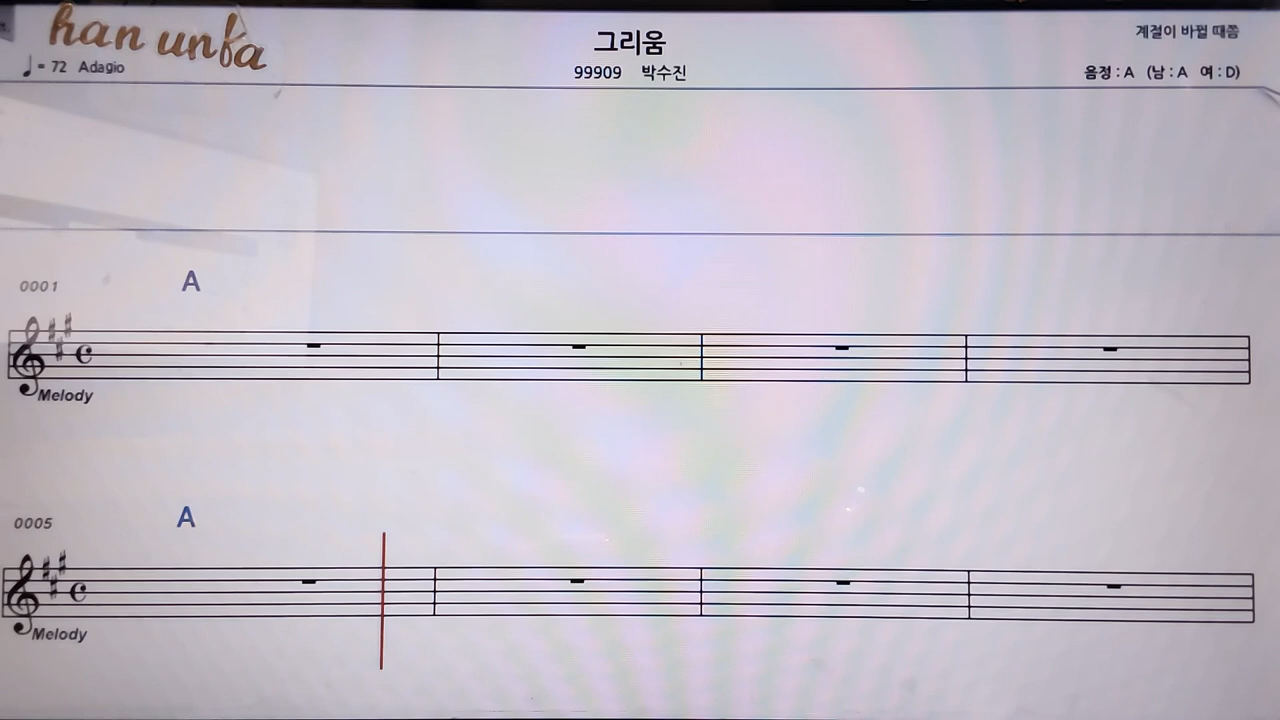 han unfa
그리움
계절이 바뀔 때쯤
♩= 72 Adagio
99909 박수진
음정 : A (남 : A 여 : D)
0001 A
Melody
0005 A
Melody